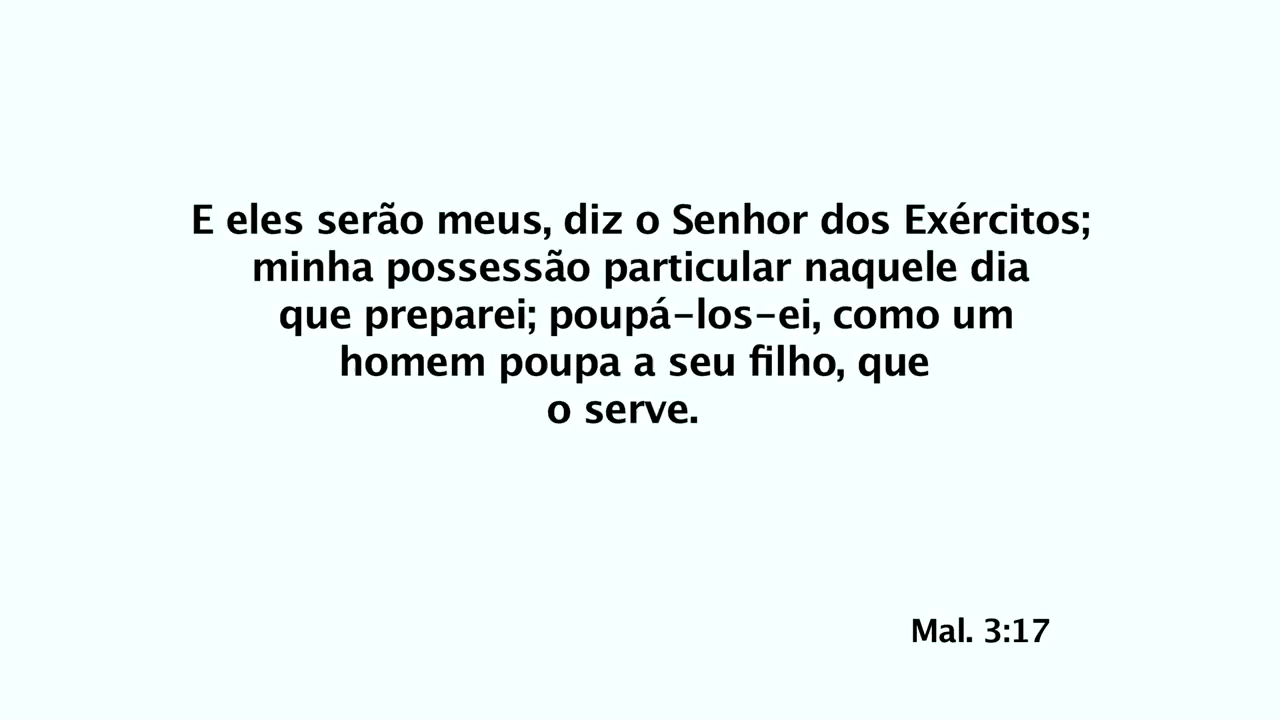 E eles serão meus, diz o Senhor dos Exércitos;
minha possessão particular naquele dia
que preparei; poupá-los-ei, como um
homem poupa a seu filho, que
o serve.
Mal. 3:17